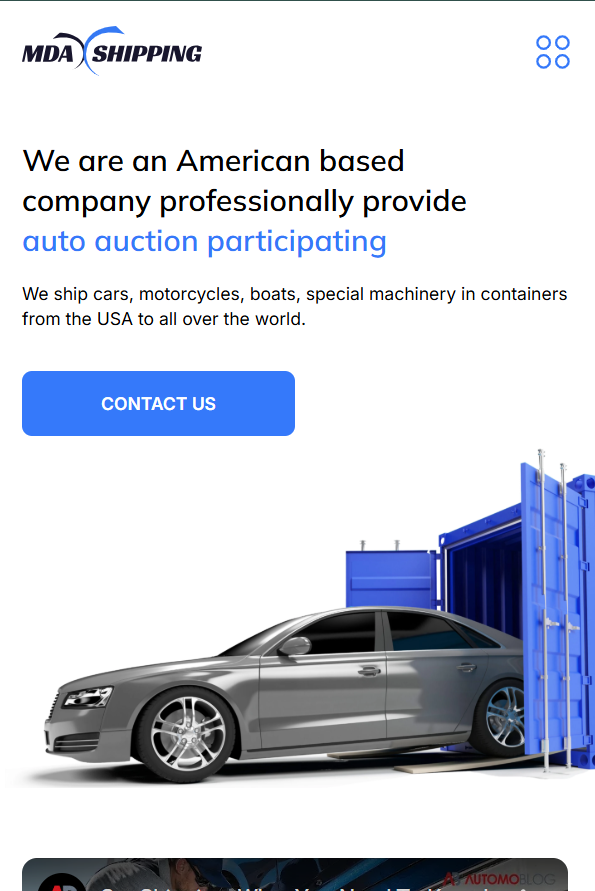 MDA SHIPPING
We are an American based
company professionally provide
auto auction participating
We ship cars, motorcycles, boats, special machinery in containers
from the USA to all over the world.
CONTACT US
AUTOMOBLOG